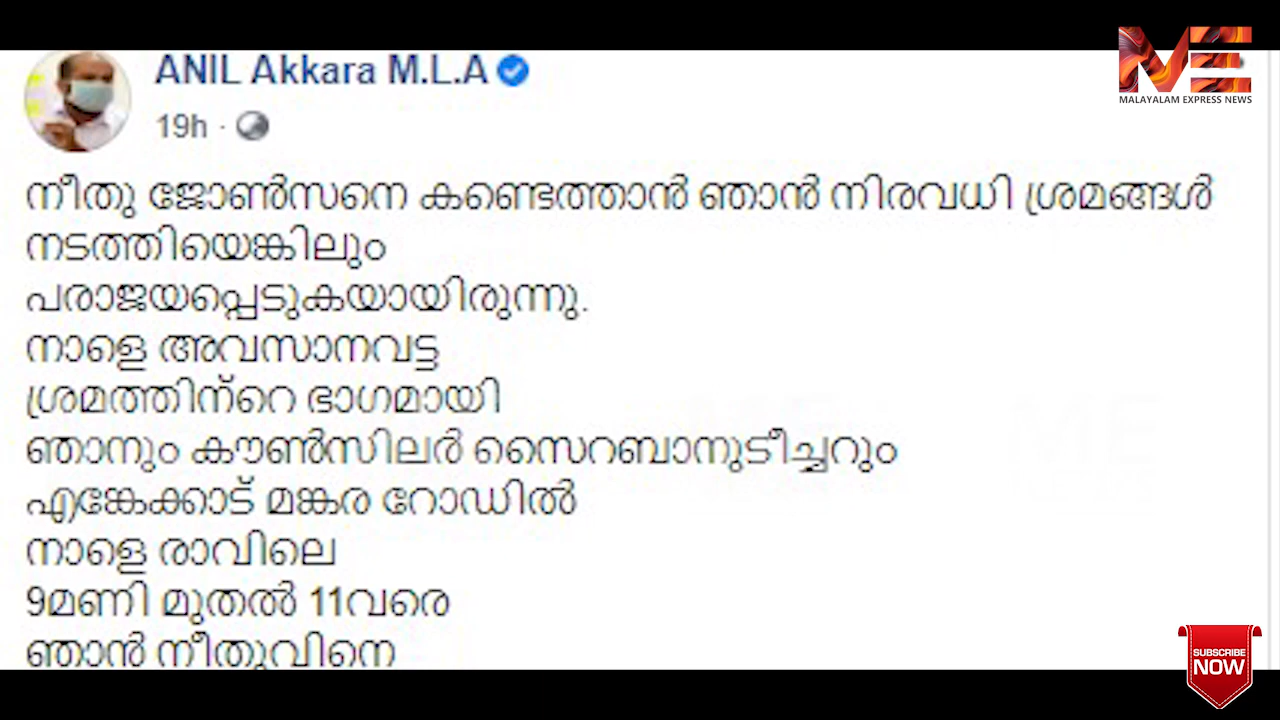 ME
MALAYALAM EXPRESS NEWS
ANIL Akkara M.L.A
19h ·
നീതു ജോൺസനെ കണ്ടെത്താൻ ഞാൻ നിരവധി ശ്രമങ്ങൾ
നടത്തിയെങ്കിലും
പരാജയപ്പെടുകയായിരുന്നു.
നാളെ അവസാനവട്ട
ശ്രമത്തിന്റെ ഭാഗമായി
ഞാനും കൗൺസിലർ സൈറബാനുടീച്ചറും
എങ്കേക്കാട് മങ്കര റോഡിൽ
നാളെ രാവിലെ
9മണി മുതൽ 11വരെ
ഞാൻ നീതുവിനെ
SUBSCRIBE
NOW